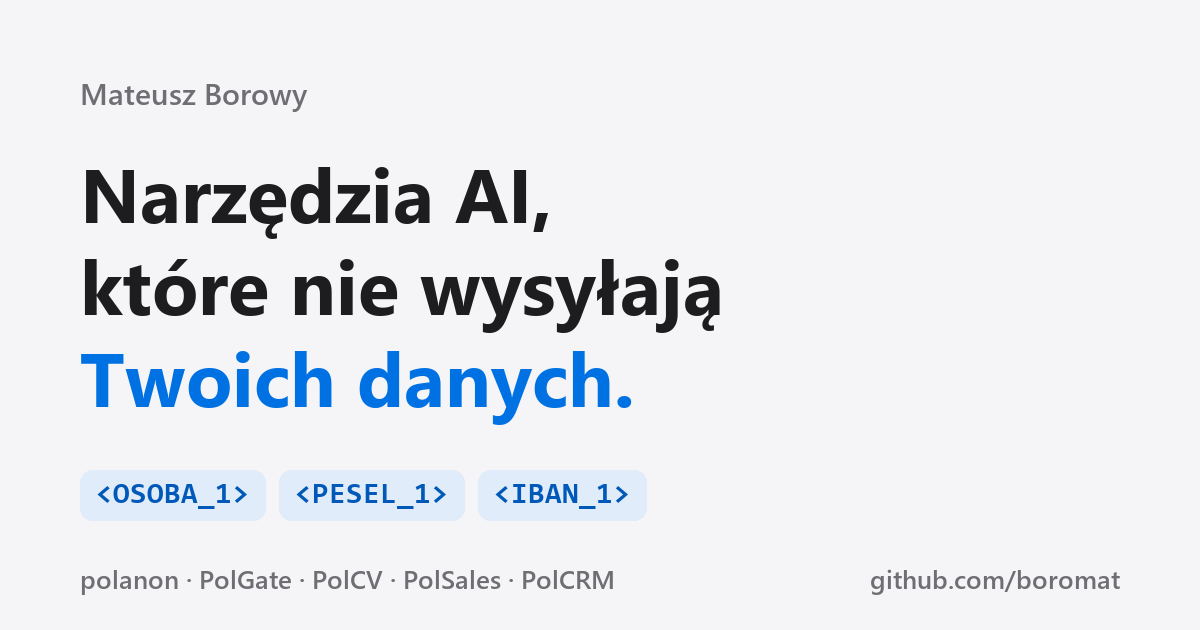 Mateusz Borowy
Narzędzia AI,
które nie wysyłają
Twoich danych.
<OSOBA_1> <PESEL_1> <IBAN_1>
polanon · PolGate · PolCV · PolSales · PolCRM
github.com/boromat